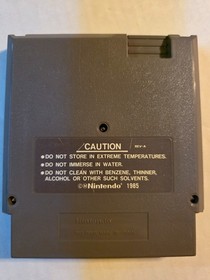 CAUTION REV-A
•DO NOT STORE IN EXTREME TEMPERATURES.
•DO NOT IMMERSE IN WATER.
•DO NOT CLEAN WITH BENZENE, THINNER,
ALCOHOL OR OTHER SUCH SOLVENTS.
©®Nintendo® 1985